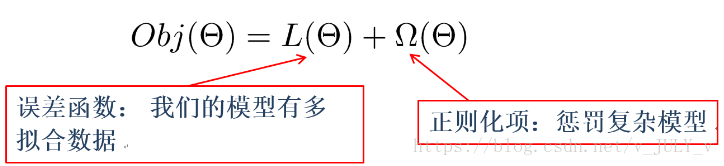 Obj(Θ) = L(Θ) + Ω(Θ)
误差函数： 我们的模型有多
拟合数据
正则化项：惩罚复杂模型
https://blog.csdn.net/v_JULY_v